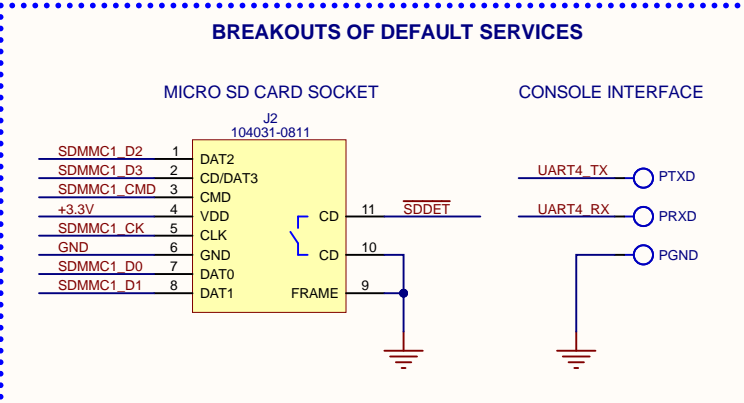 BREAKOUTS OF DEFAULT SERVICES
MICRO SD CARD SOCKET
J2
104031-0811
SDMMC1_D2 1 DAT2
SDMMC1_D3 2 CD/DAT3
SDMMC1_CMD 3 CMD
+3.3V 4 VDD
SDMMC1_CK 5 CLK
GND 6 GND
SDMMC1_D0 7 DAT0
SDMMC1_D1 8 DAT1
CD 11 SDDET
CD 10
FRAME 9
CONSOLE INTERFACE
UART4_TX PTXD
UART4_RX PRXD
PGND